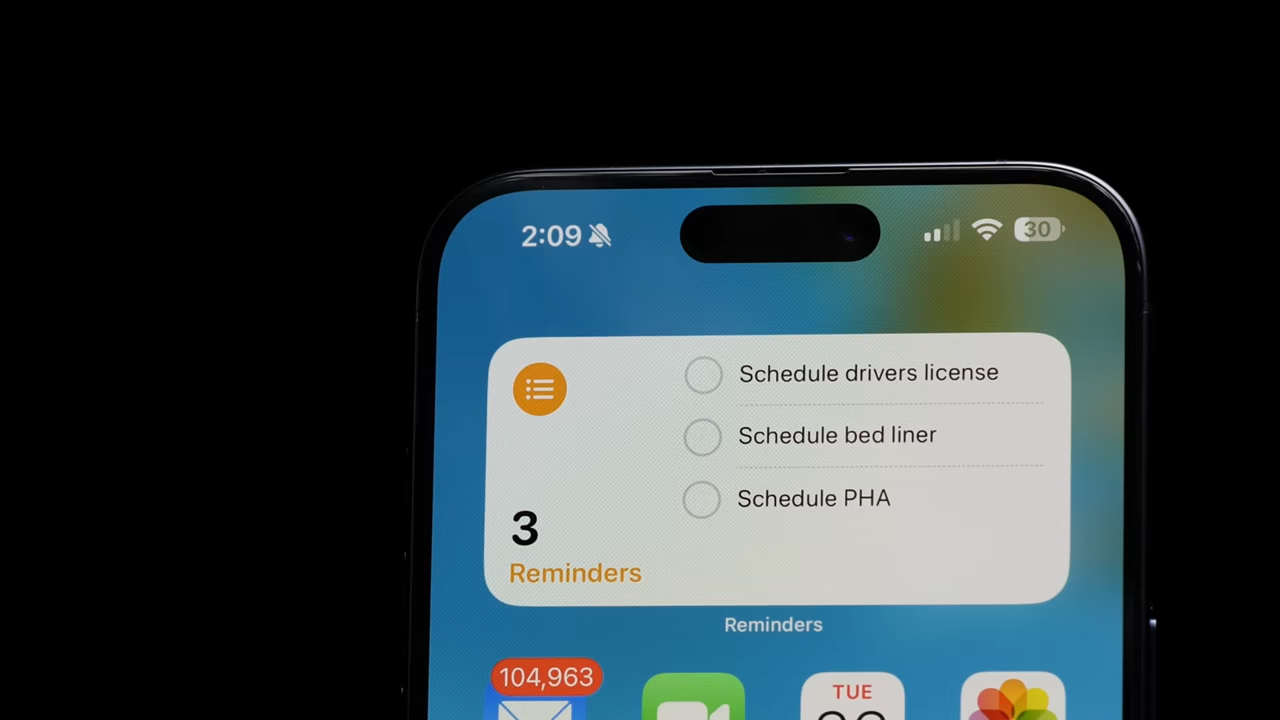 2:09
30
Schedule drivers license
Schedule bed liner
Schedule PHA
3
Reminders
Reminders
104,963
TUE